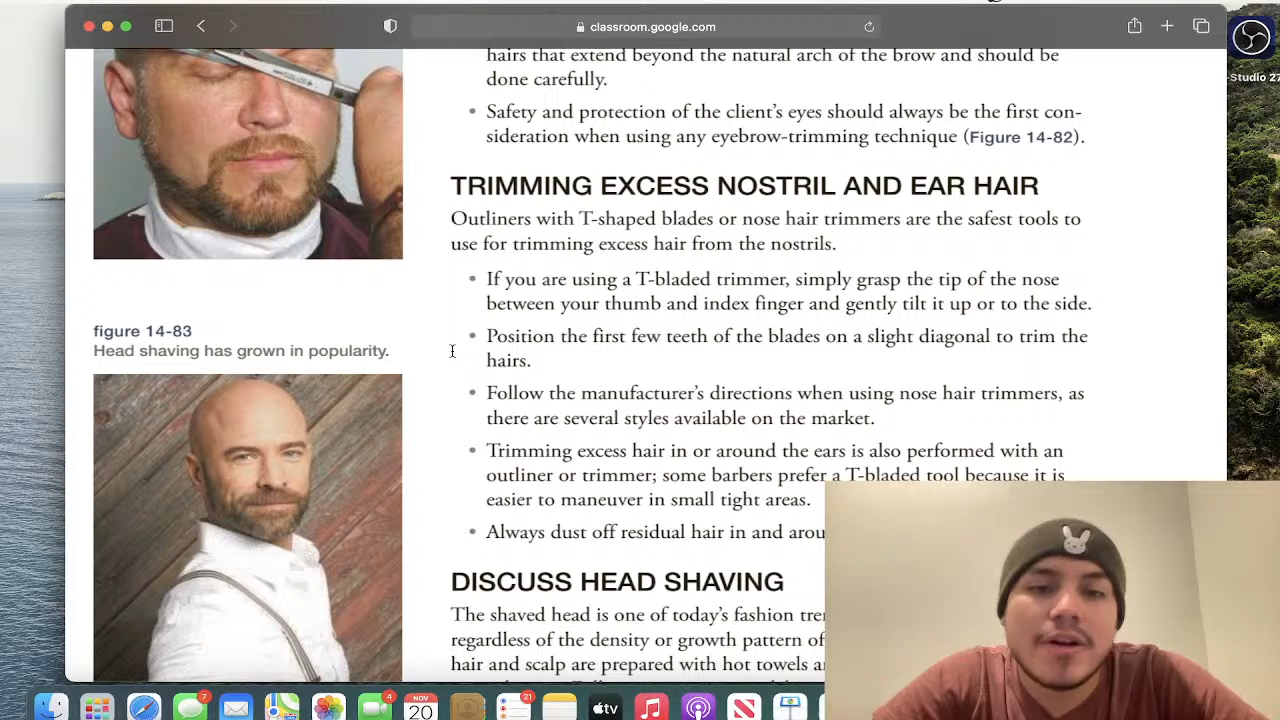 classroom.google.com
Studio 27
hairs that extend beyond the natural arch of the brow and should be
done carefully.
• Safety and protection of the client's eyes should always be the first con-
sideration when using any eyebrow-trimming technique (Figure 14-82).
TRIMMING EXCESS NOSTRIL AND EAR HAIR
Outliners with T-shaped blades or nose hair trimmers are the safest tools to
use for trimming excess hair from the nostrils.
• If you are using a T-bladed trimmer, simply grasp the tip of the nose
between your thumb and index finger and gently tilt it up or to the side.
figure 14-83
Head shaving has grown in popularity.
• Position the first few teeth of the blades on a slight diagonal to trim the
hairs.
• Follow the manufacturer's directions when using nose hair trimmers, as
there are several styles available on the market.
• Trimming excess hair in or around the ears is also performed with an
outliner or trimmer; some barbers prefer a T-bladed tool because it is
easier to maneuver in small tight areas.
• Always dust off residual hair in and arou
DISCUSS HEAD SHAVING
The shaved head is one of today's fashion tren
regardless of the density or growth pattern of
hair and scalp are prepared with hot towels a
7
4
NOV
20
21
tv